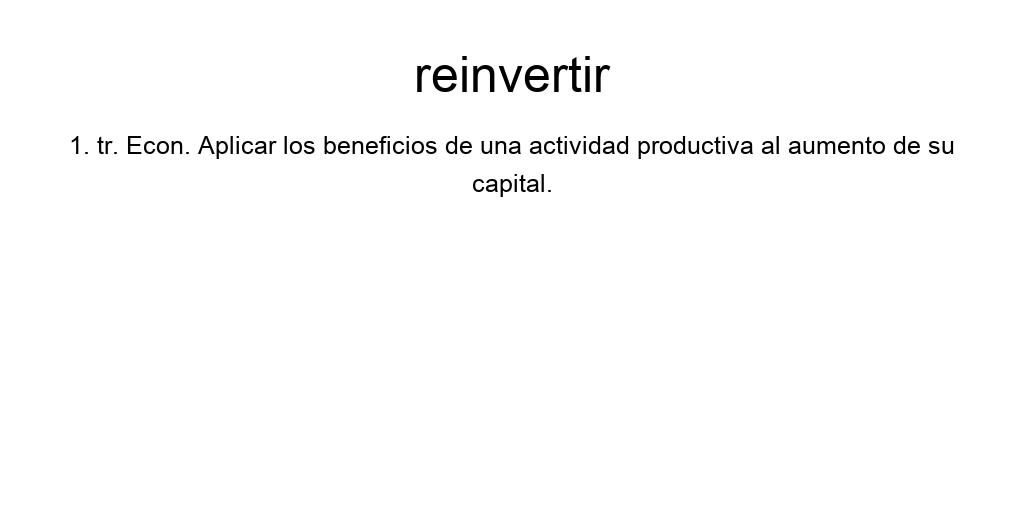 reinvertir
1. tr. Econ. Aplicar los beneficios de una actividad productiva al aumento de su
capital.